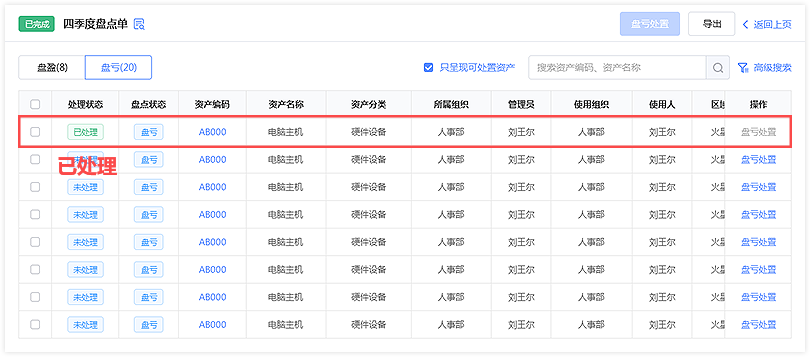 已完成 四季度盘点单 盘亏处置 导出 返回上页
盘盈(8) 盘亏(20) 只呈现可处置资产 搜索资产编码、资产名称 高级搜索
处理状态 盘点状态 资产编码 资产名称 资产分类 所属组织 管理员 使用组织 使用人 区域 操作
已处理 盘亏 AB000 电脑主机 硬件设备 人事部 刘王尔 人事部 刘王尔 火星 盘亏处置
未处理 盘亏 AB000 电脑主机 硬件设备 人事部 刘王尔 人事部 刘王尔 火星 盘亏处置
已处理
未处理 盘亏 AB000 电脑主机 硬件设备 人事部 刘王尔 人事部 刘王尔 火星 盘亏处置
未处理 盘亏 AB000 电脑主机 硬件设备 人事部 刘王尔 人事部 刘王尔 火星 盘亏处置
未处理 盘亏 AB000 电脑主机 硬件设备 人事部 刘王尔 人事部 刘王尔 火星 盘亏处置
未处理 盘亏 AB000 电脑主机 硬件设备 人事部 刘王尔 人事部 刘王尔 火星 盘亏处置
未处理 盘亏 AB000 电脑主机 硬件设备 人事部 刘王尔 人事部 刘王尔 火星 盘亏处置
未处理 盘亏 AB000 电脑主机 硬件设备 人事部 刘王尔 人事部 刘王尔 火星 盘亏处置